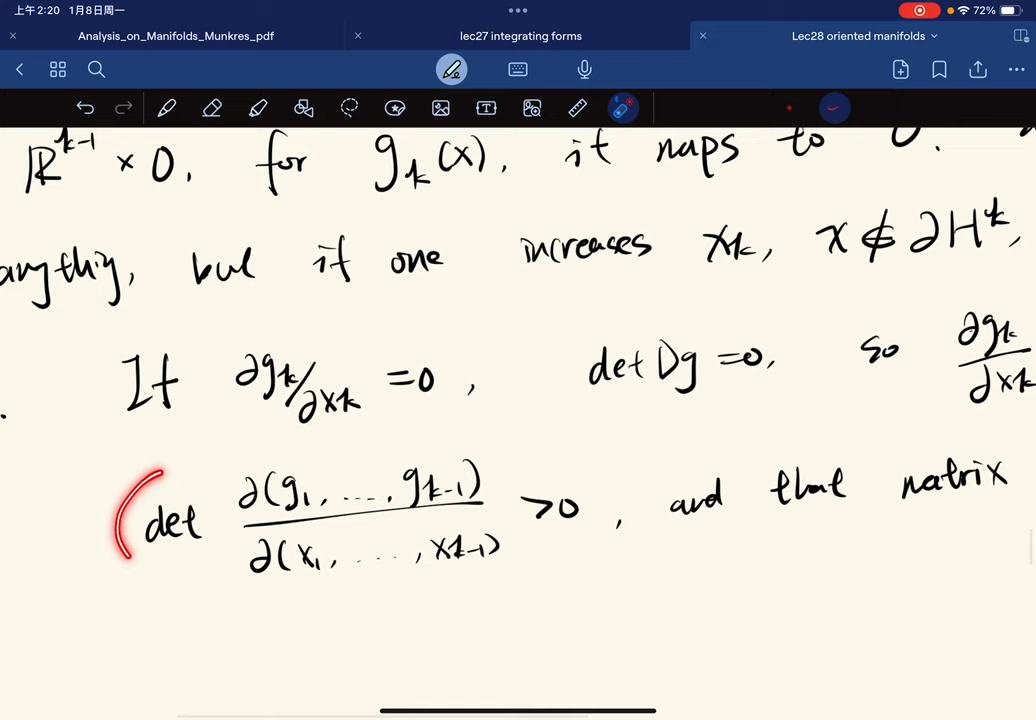 上午2:20 1月8日周一
72%
Analysis_on_Manifolds_Munkres_pdf
lec27 integrating forms
Lec28 oriented manifolds
ℝ^{k-1} × 0, for g_k(x), it maps to 0.
anythig, but if one increases x_k, x ∉ ∂H^k,
If ∂g_k/∂x_k = 0, det Dg = 0, so ∂g_k/∂x_k
det ∂(g_1, ...., g_{k-1})/∂(x_1, ...., x_{k-1}) > 0, and that matrix